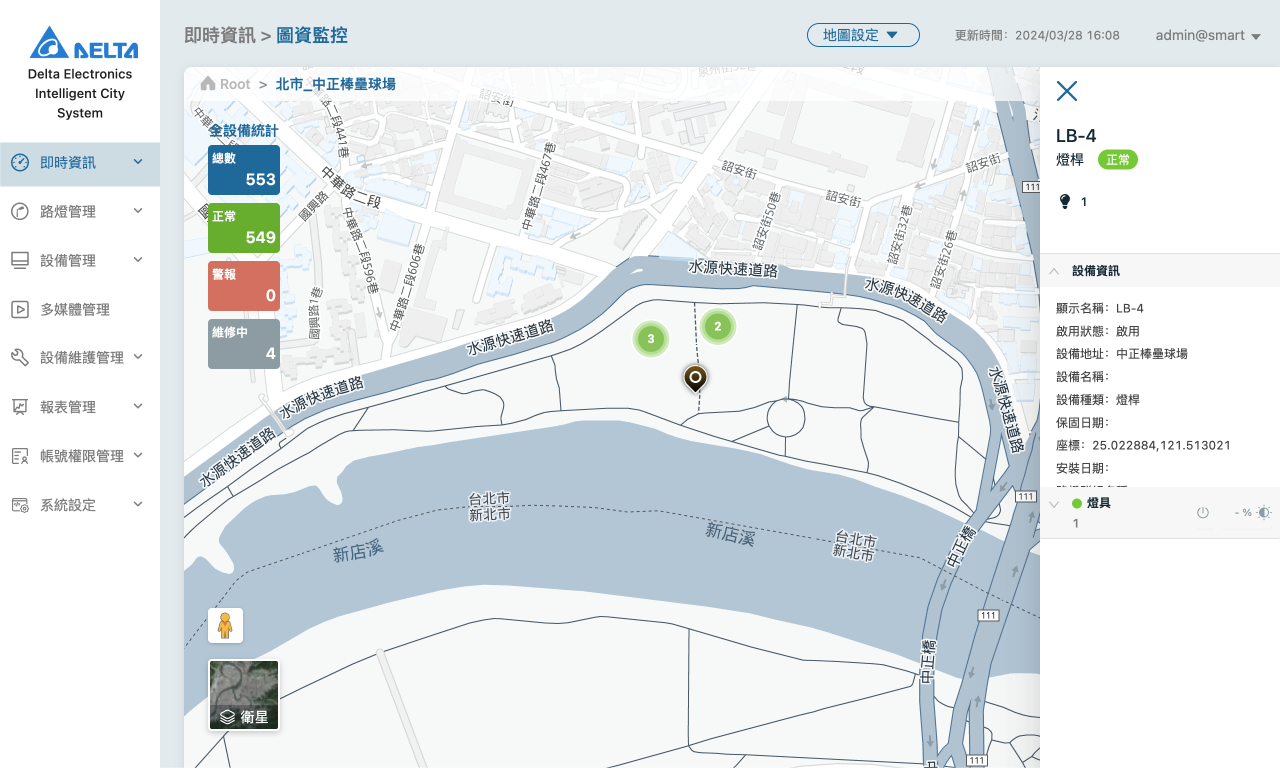 DELTA
Delta Electronics
Intelligent City
System
即時資訊
路燈管理
設備管理
多媒體管理
設備維護管理
報表管理
帳號權限管理
系統設定
即時資訊 > 圖資監控
地圖設定
更新時間：2024/03/28 16:08
admin@smart
Root > 北市_中正棒壘球場
全設備統計
總數
553
正常
549
警報
0
維修中
4
中華路二段
中華路二段441巷
中華路二段467巷
中華路二段596巷
中華路二段606巷
國興路
國興路1巷
詔安街
詔安街
詔安街
詔安街
詔安街50巷
詔安街32巷
詔安街26巷
水源快速道路
水源快速道路
水源快速道路
水源快速道路
水源快速道路
水源快速道路
3
2
台北市
新北市
新店溪
新店溪
台北市
新北市
中正橋
中正橋
111
111
111
111
衛星
LB-4
燈桿
正常
1
設備資訊
顯示名稱：LB-4
啟用狀態：啟用
設備地址：中正棒壘球場
設備名稱：
設備種類：燈桿
保固日期：
座標：25.022884,121.513021
安裝日期：
燈具
1
- %